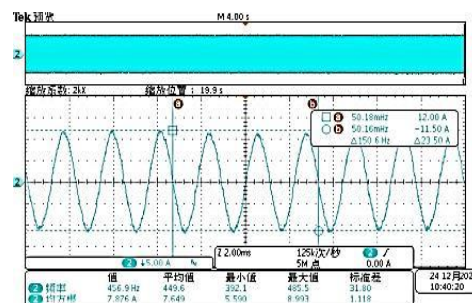 Tek 预览 M 4.00 s
2
缩放系数: 2kX 缩放位置: 19.9 s
a b
a 50.18mHz 12.00 A
b 50.16mHz -11.50 A
Δ150.6 Hz Δ23.50 A
2
2 5.00 A Z 2.00ms 125k次/秒 2
5M 点 0.00 A
值 平均值 最小值 最大值 标准差
2 频率 456.9 Hz 449.6 392.1 485.5 31.80
2 均方根 7.876 A 7.649 5.590 8.993 1.118
24 12月
10:40:20